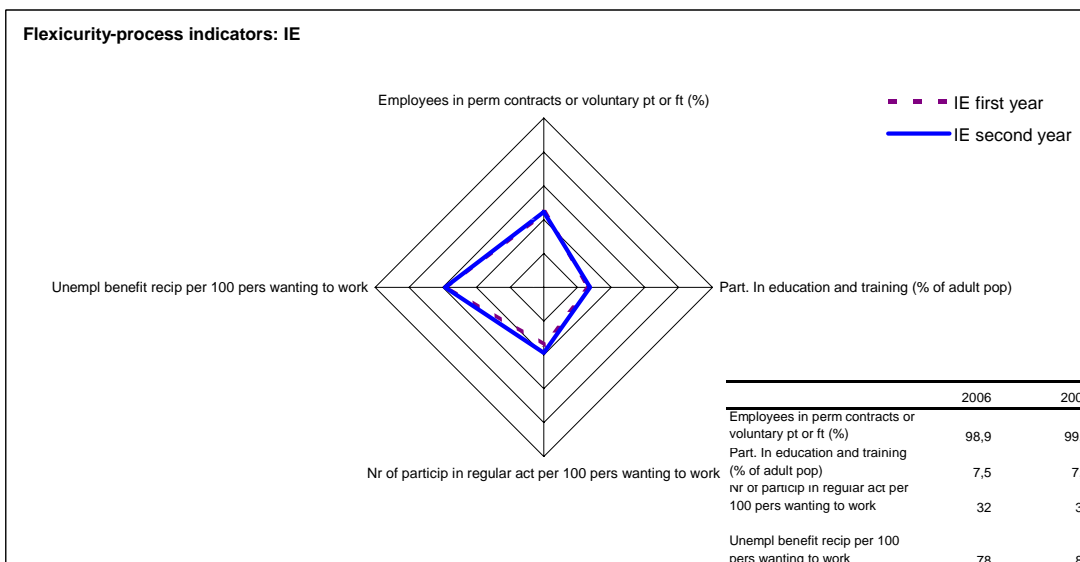 Flexicurity-process indicators: IE
Employees in perm contracts or voluntary pt or ft (%)
IE first year
IE second year
Unempl benefit recip per 100 pers wanting to work
Part. In education and training (% of adult pop)
Nr of particip in regular act per 100 pers wanting to work
2006
Employees in perm contracts or
voluntary pt or ft (%) 98,9
Part. In education and training
(% of adult pop) 7,5
Nr of particip in regular act per
100 pers wanting to work 32
Unempl benefit recip per 100
pers wanting to work 78